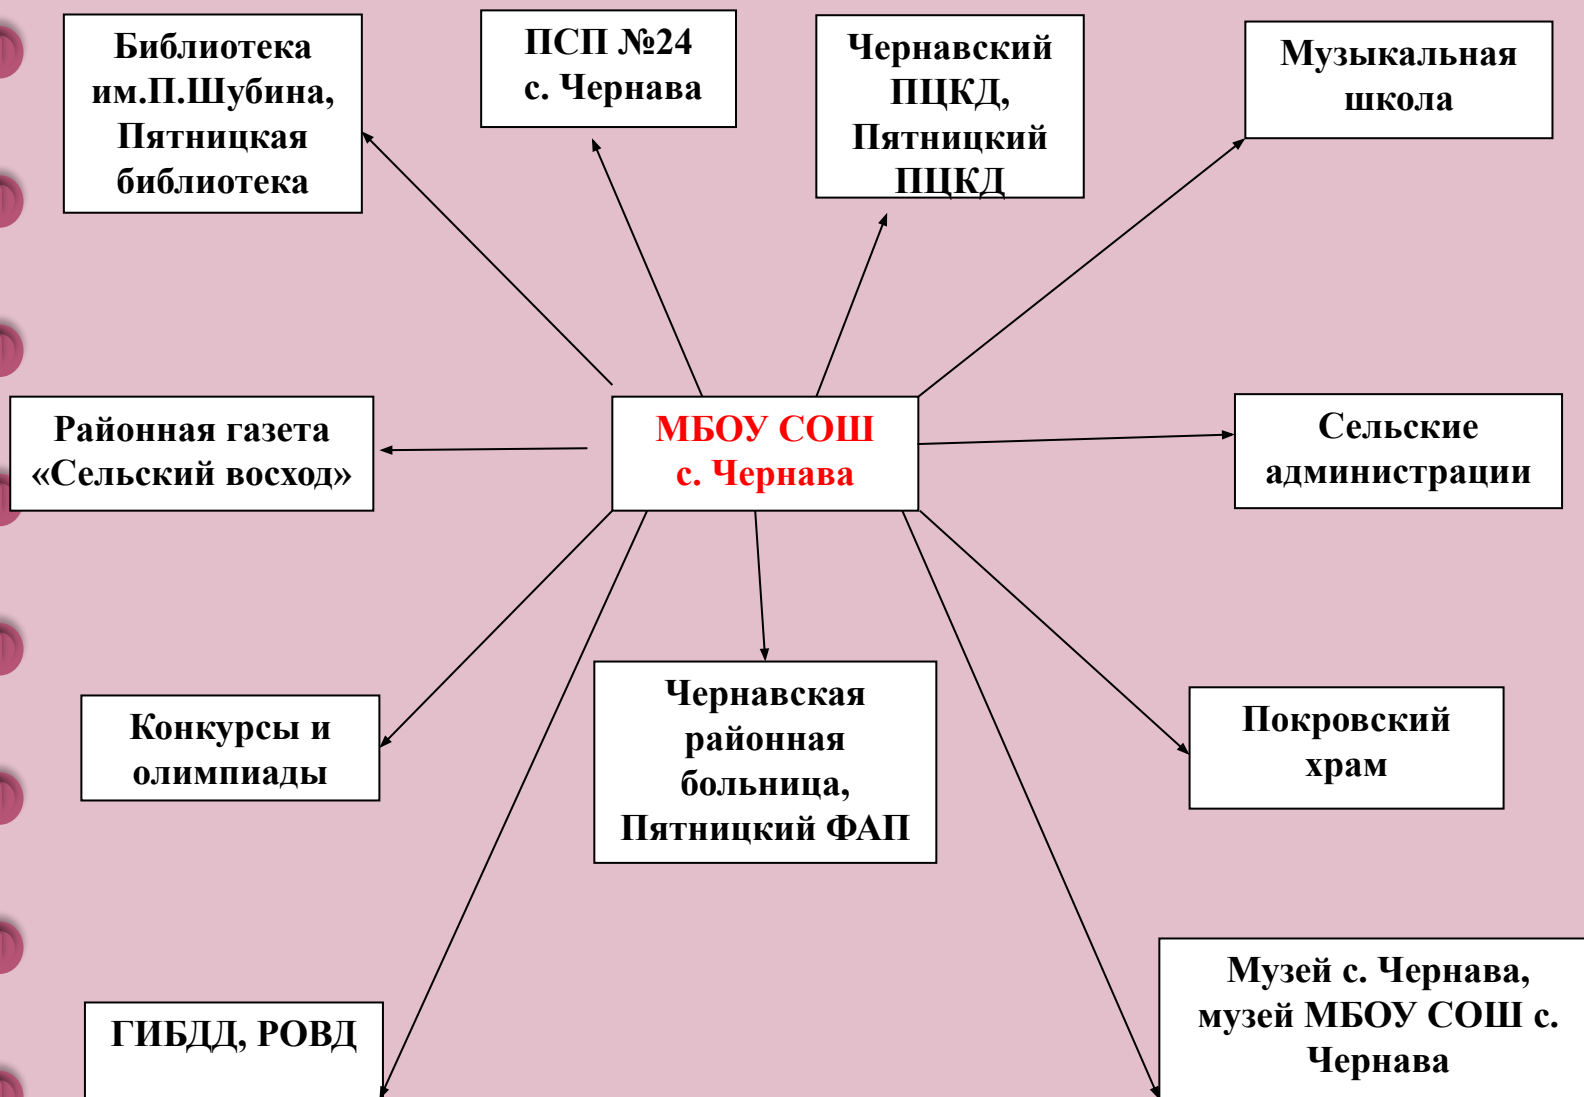 Библиотека
им.П.Шубина,
Пятницкая
библиотека
ПСП №24
с. Чернава
Чернавский
ПЦКД,
Пятницкий
ПЦКД
Музыкальная
школа
Районная газета
«Сельский восход»
МБОУ СОШ
с. Чернава
Сельские
администрации
Конкурсы и
олимпиады
Чернавская
районная
больница,
Пятницкий ФАП
Покровский
храм
ГИБДД, РОВД
Музей с. Чернава,
музей МБОУ СОШ с.
Чернава